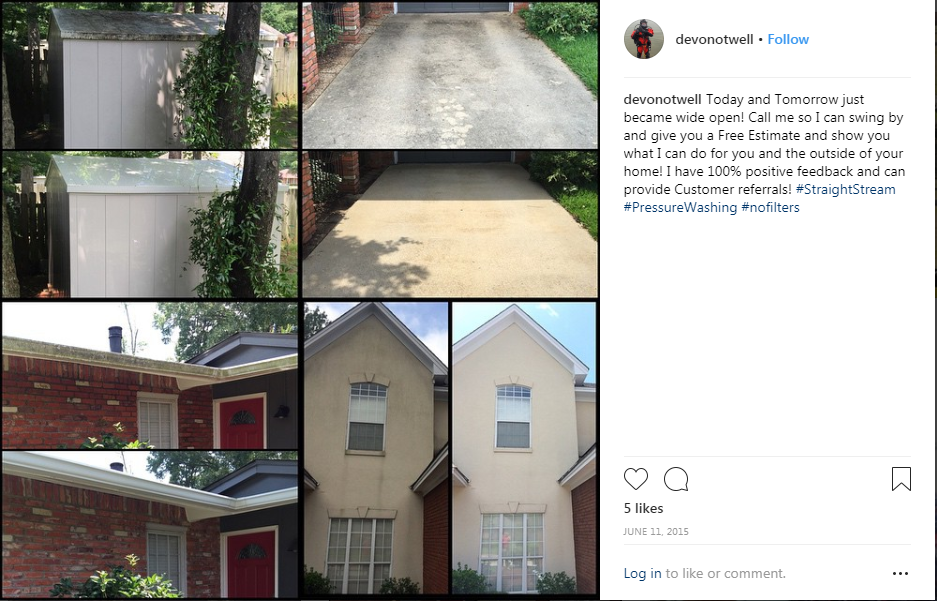 devonotwell • Follow
devonotwell Today and Tomorrow just
became wide open! Call me so I can swing by
and give you a Free Estimate and show you
what I can do for you and the outside of your
home! I have 100% positive feedback and can
provide Customer referrals! #StraightStream
#PressureWashing #nofilters
5 likes
JUNE 11, 2015
Log in to like or comment.